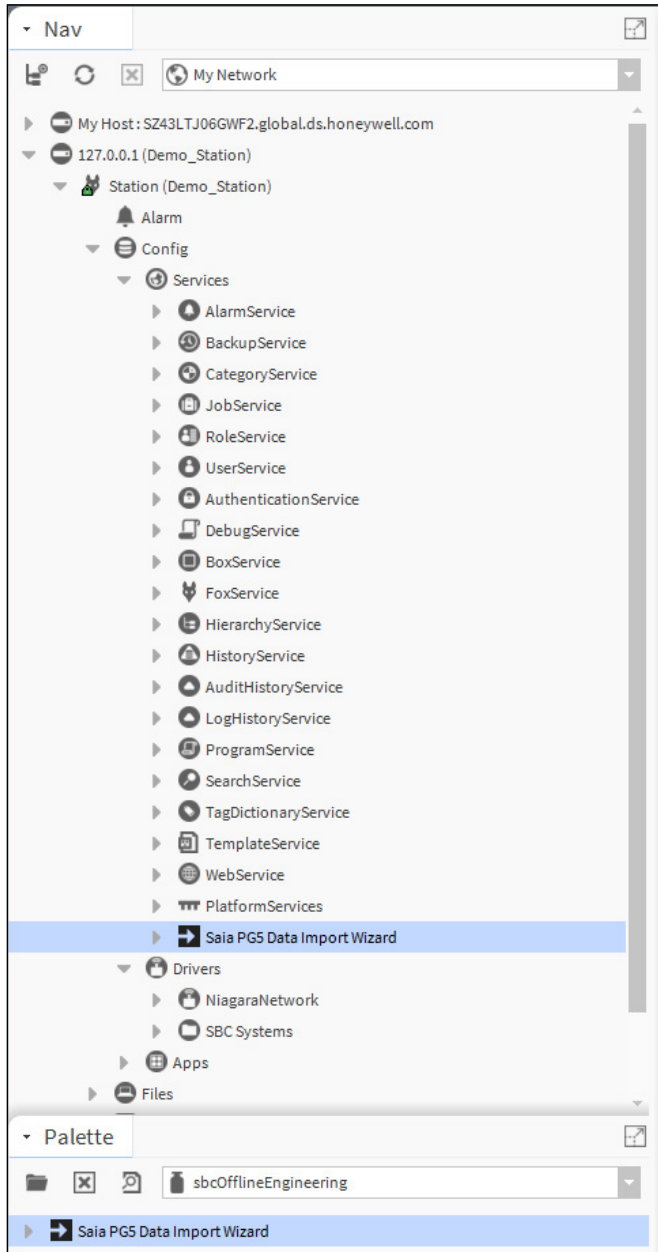 Nav
My Network
My Host : SZ43LTJ06GWF2.global.ds.honeywell.com
127.0.0.1 (Demo_Station)
Station (Demo_Station)
Alarm
Config
Services
AlarmService
BackupService
CategoryService
JobService
RoleService
UserService
AuthenticationService
DebugService
BoxService
FoxService
HierarchyService
HistoryService
AuditHistoryService
LogHistoryService
ProgramService
SearchService
TagDictionaryService
TemplateService
WebService
PlatformServices
Saia PG5 Data Import Wizard
Drivers
NiagaraNetwork
SBC Systems
Apps
Files
Palette
sbcOfflineEngineering
Saia PG5 Data Import Wizard